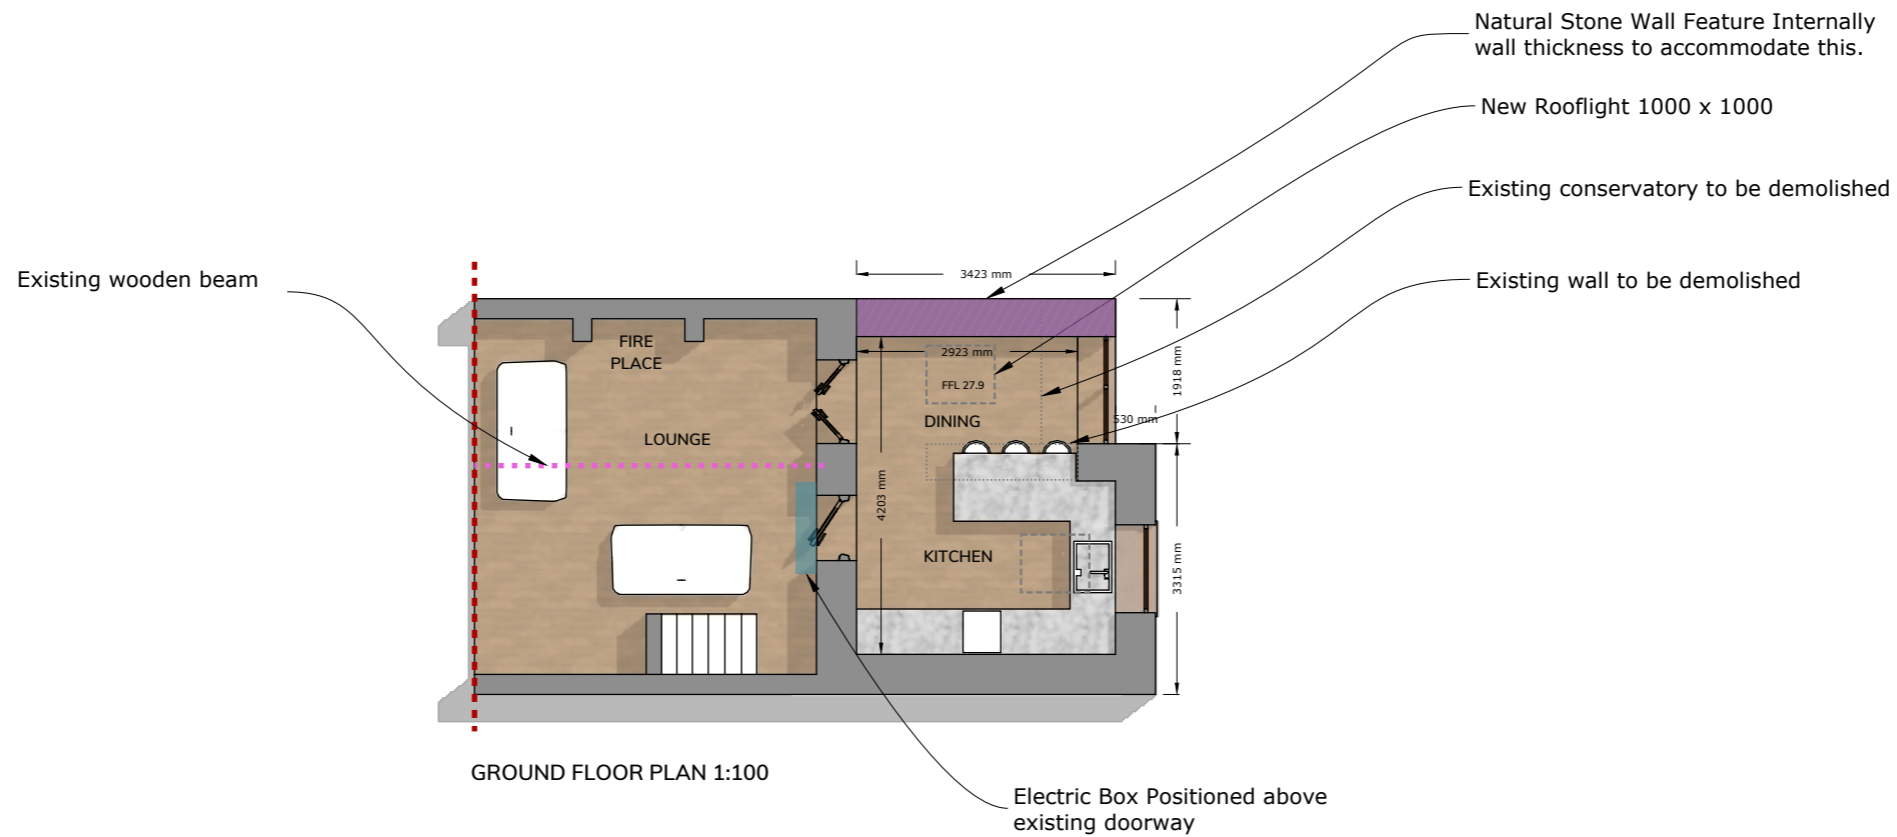 Natural Stone Wall Feature Internally
wall thickness to accommodate this.
New Rooflight 1000 x 1000
Existing conservatory to be demolished
Existing wooden beam
3423 mm
Existing wall to be demolished
FIRE
PLACE
2923 mm
FFL 27.9
1918 mm
530 mm
DINING
LOUNGE
4203 mm
KITCHEN
3315 mm
GROUND FLOOR PLAN 1:100
Electric Box Positioned above
existing doorway